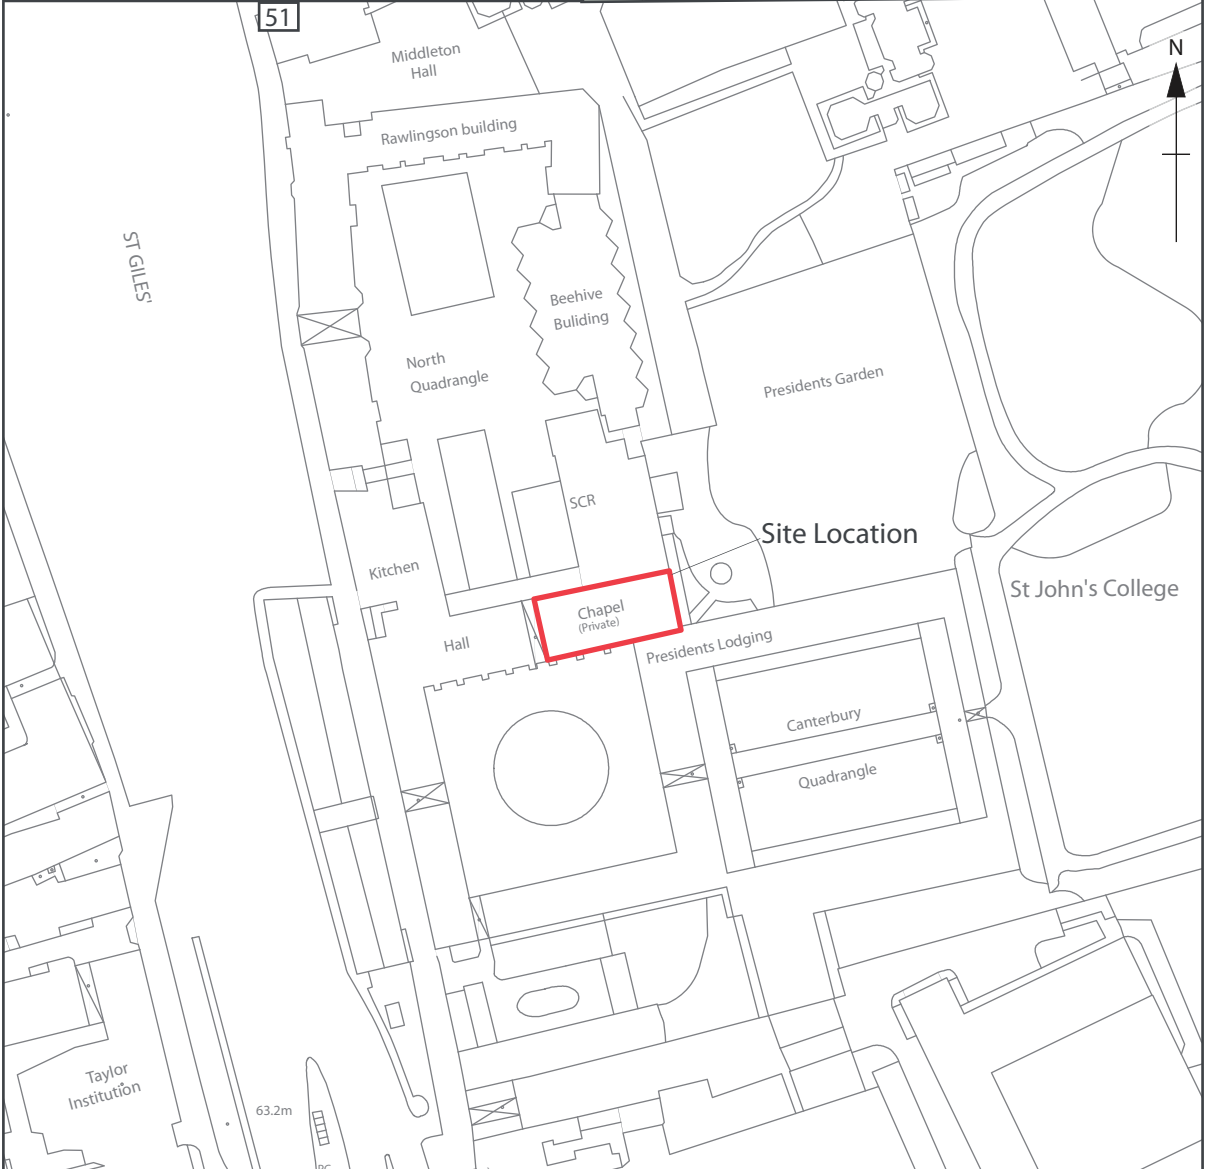 51
N
Middleton
Hall
Rawlingson building
ST GILES'
Beehive
Buliding
North
Quadrangle
Presidents Garden
SCR
Site Location
Kitchen
St John's College
Chapel
(Private)
Hall
Presidents Lodging
Canterbury
Quadrangle
Taylor
Institution
63.2m
PC